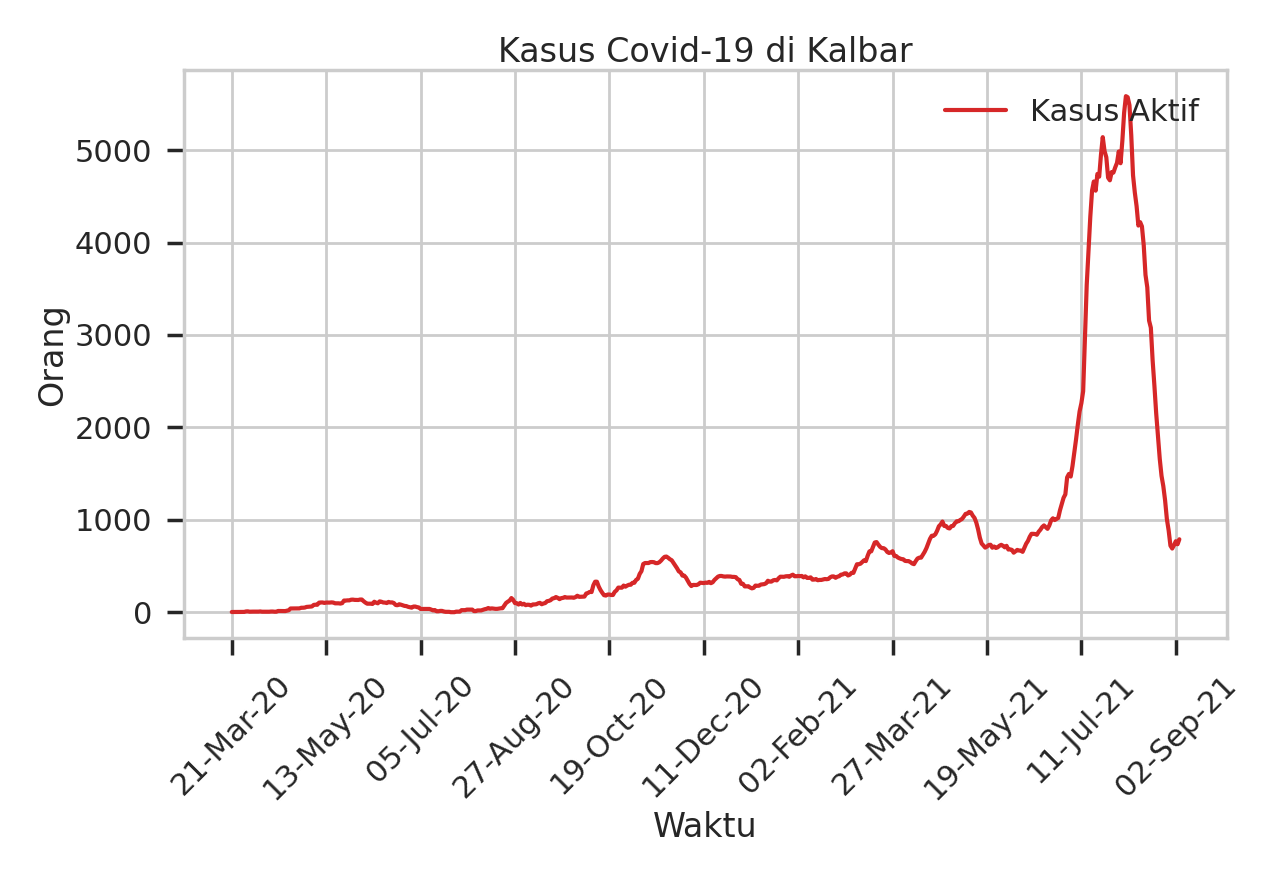 Kasus Covid-19 di Kalbar
Kasus Aktif
5000
4000
3000
2000
1000
0
Orang
21-Mar-20
13-May-20
05-Jul-20
27-Aug-20
19-Oct-20
11-Dec-20
02-Feb-21
27-Mar-21
19-May-21
11-Jul-21
02-Sep-21
Waktu